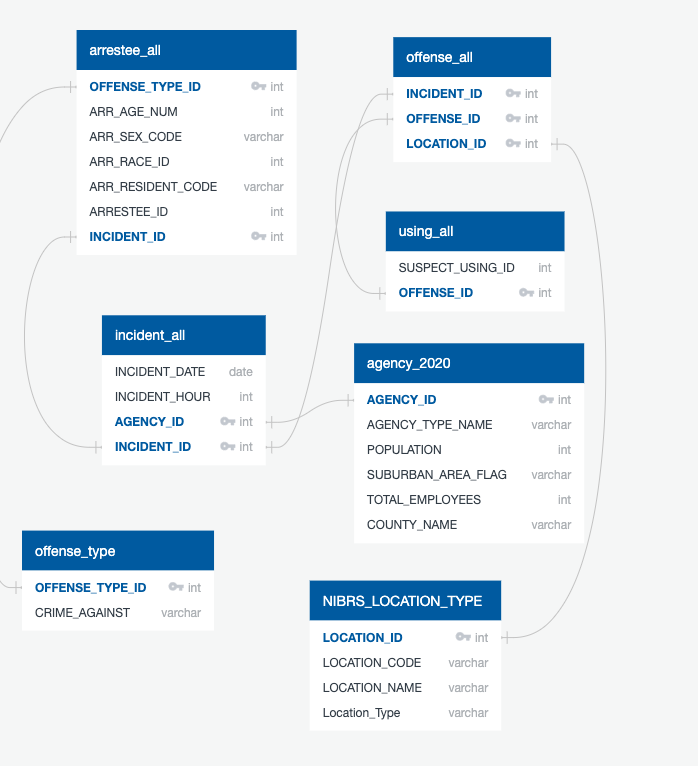 arrestee_all
OFFENSE_TYPE_ID int
ARR_AGE_NUM int
ARR_SEX_CODE varchar
ARR_RACE_ID int
ARR_RESIDENT_CODE varchar
ARRESTEE_ID int
INCIDENT_ID int
offense_all
INCIDENT_ID int
OFFENSE_ID int
LOCATION_ID int
using_all
SUSPECT_USING_ID int
OFFENSE_ID int
incident_all
INCIDENT_DATE date
INCIDENT_HOUR int
AGENCY_ID int
INCIDENT_ID int
agency_2020
AGENCY_ID int
AGENCY_TYPE_NAME varchar
POPULATION int
SUBURBAN_AREA_FLAG varchar
TOTAL_EMPLOYEES int
COUNTY_NAME varchar
offense_type
OFFENSE_TYPE_ID int
CRIME_AGAINST varchar
NIBRS_LOCATION_TYPE
LOCATION_ID int
LOCATION_CODE varchar
LOCATION_NAME varchar
Location_Type varchar